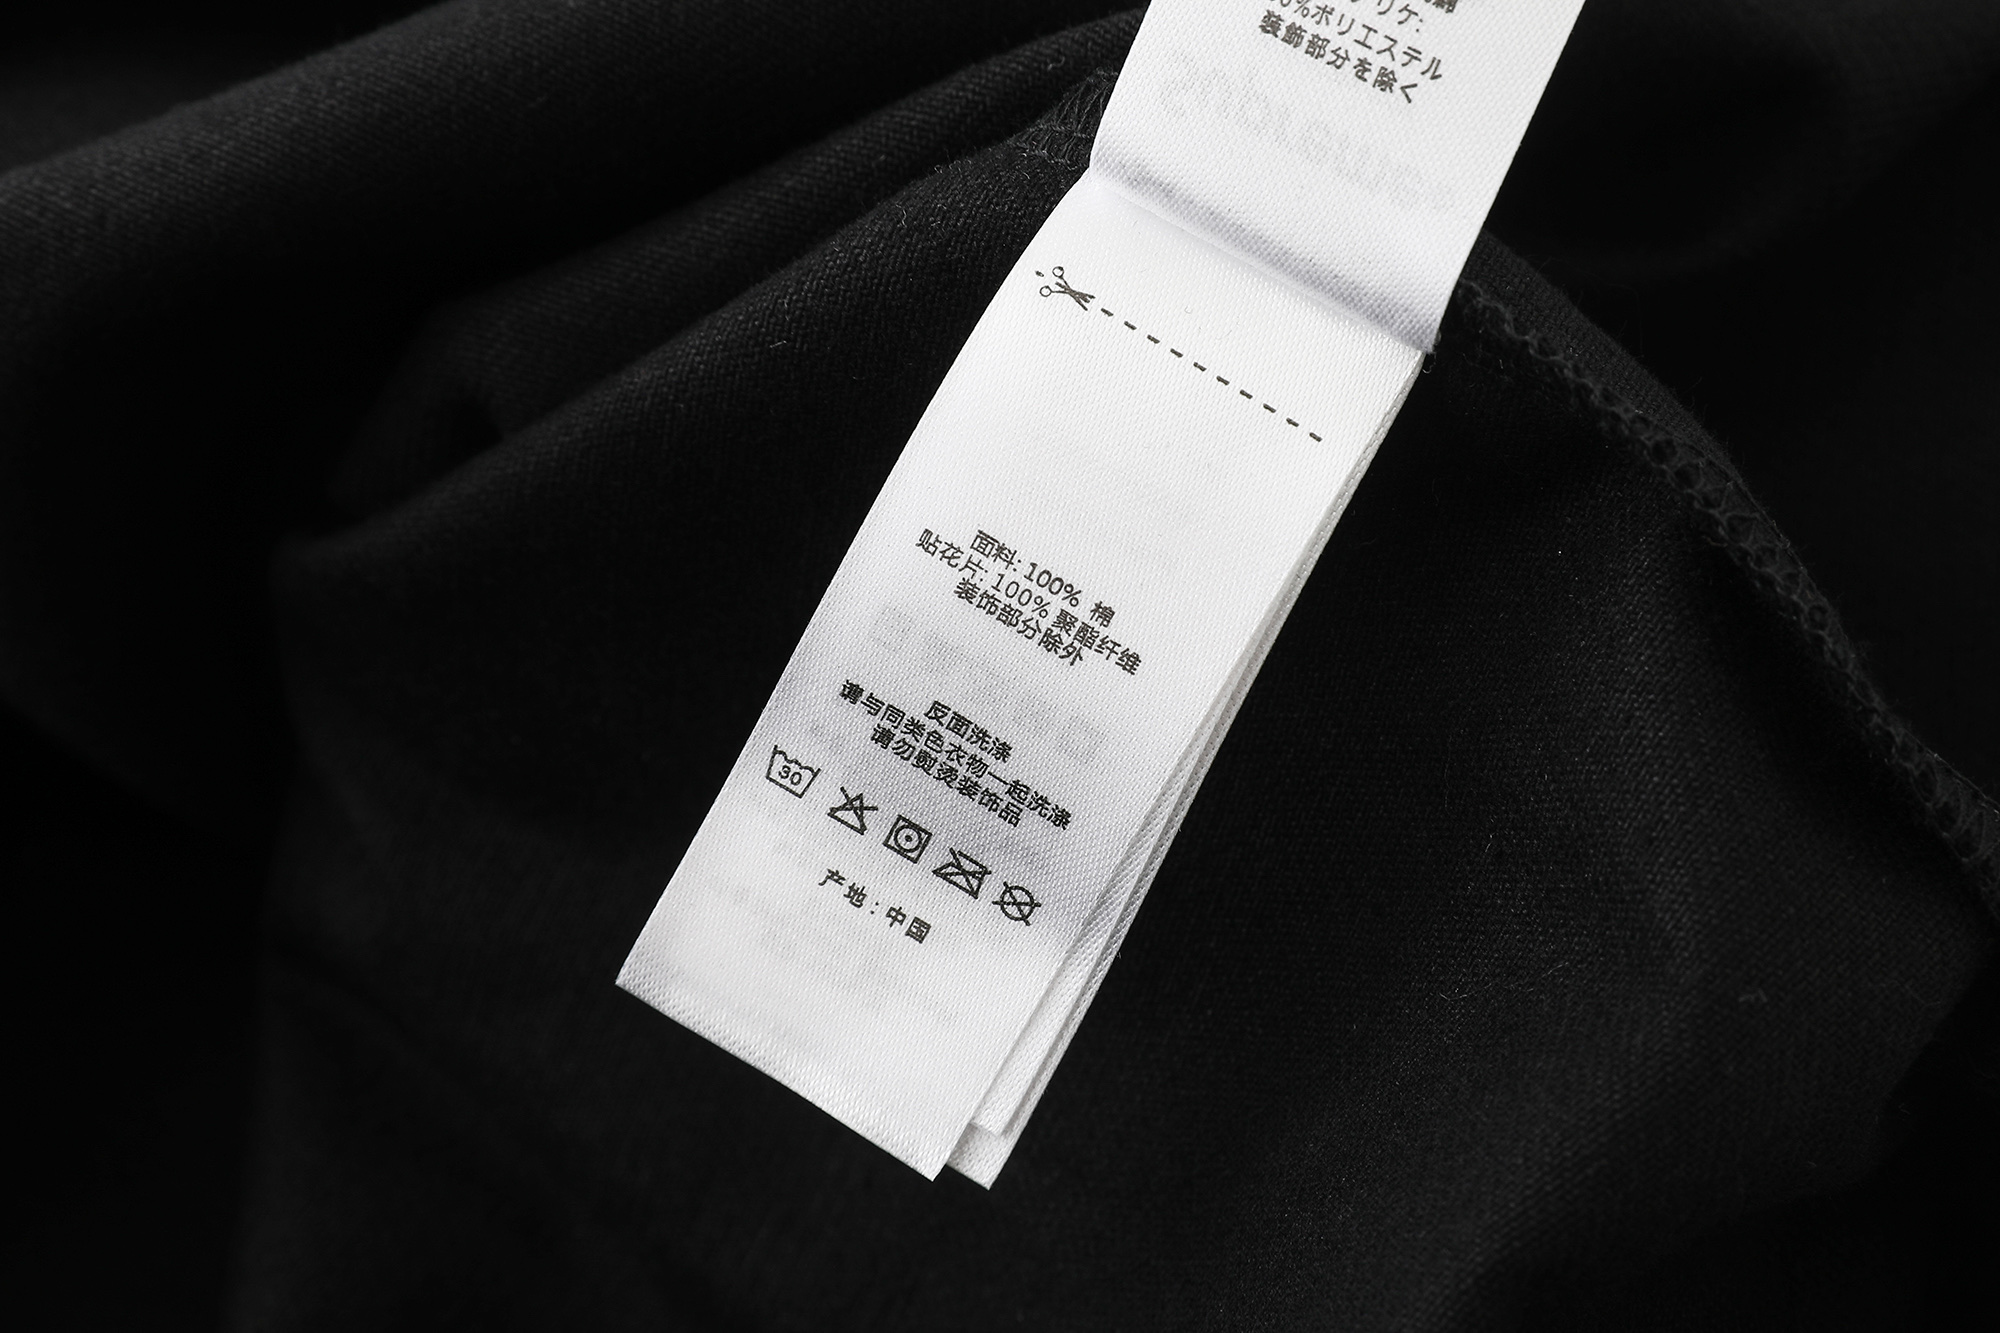 %ポリエステル
装飾部分を除く
面料: 100% 棉
贴花片: 100% 聚酯纤维
装饰部分除外
反面洗涤
请与同类色衣物一起洗涤
请勿熨烫装饰品
30
产地 : 中国